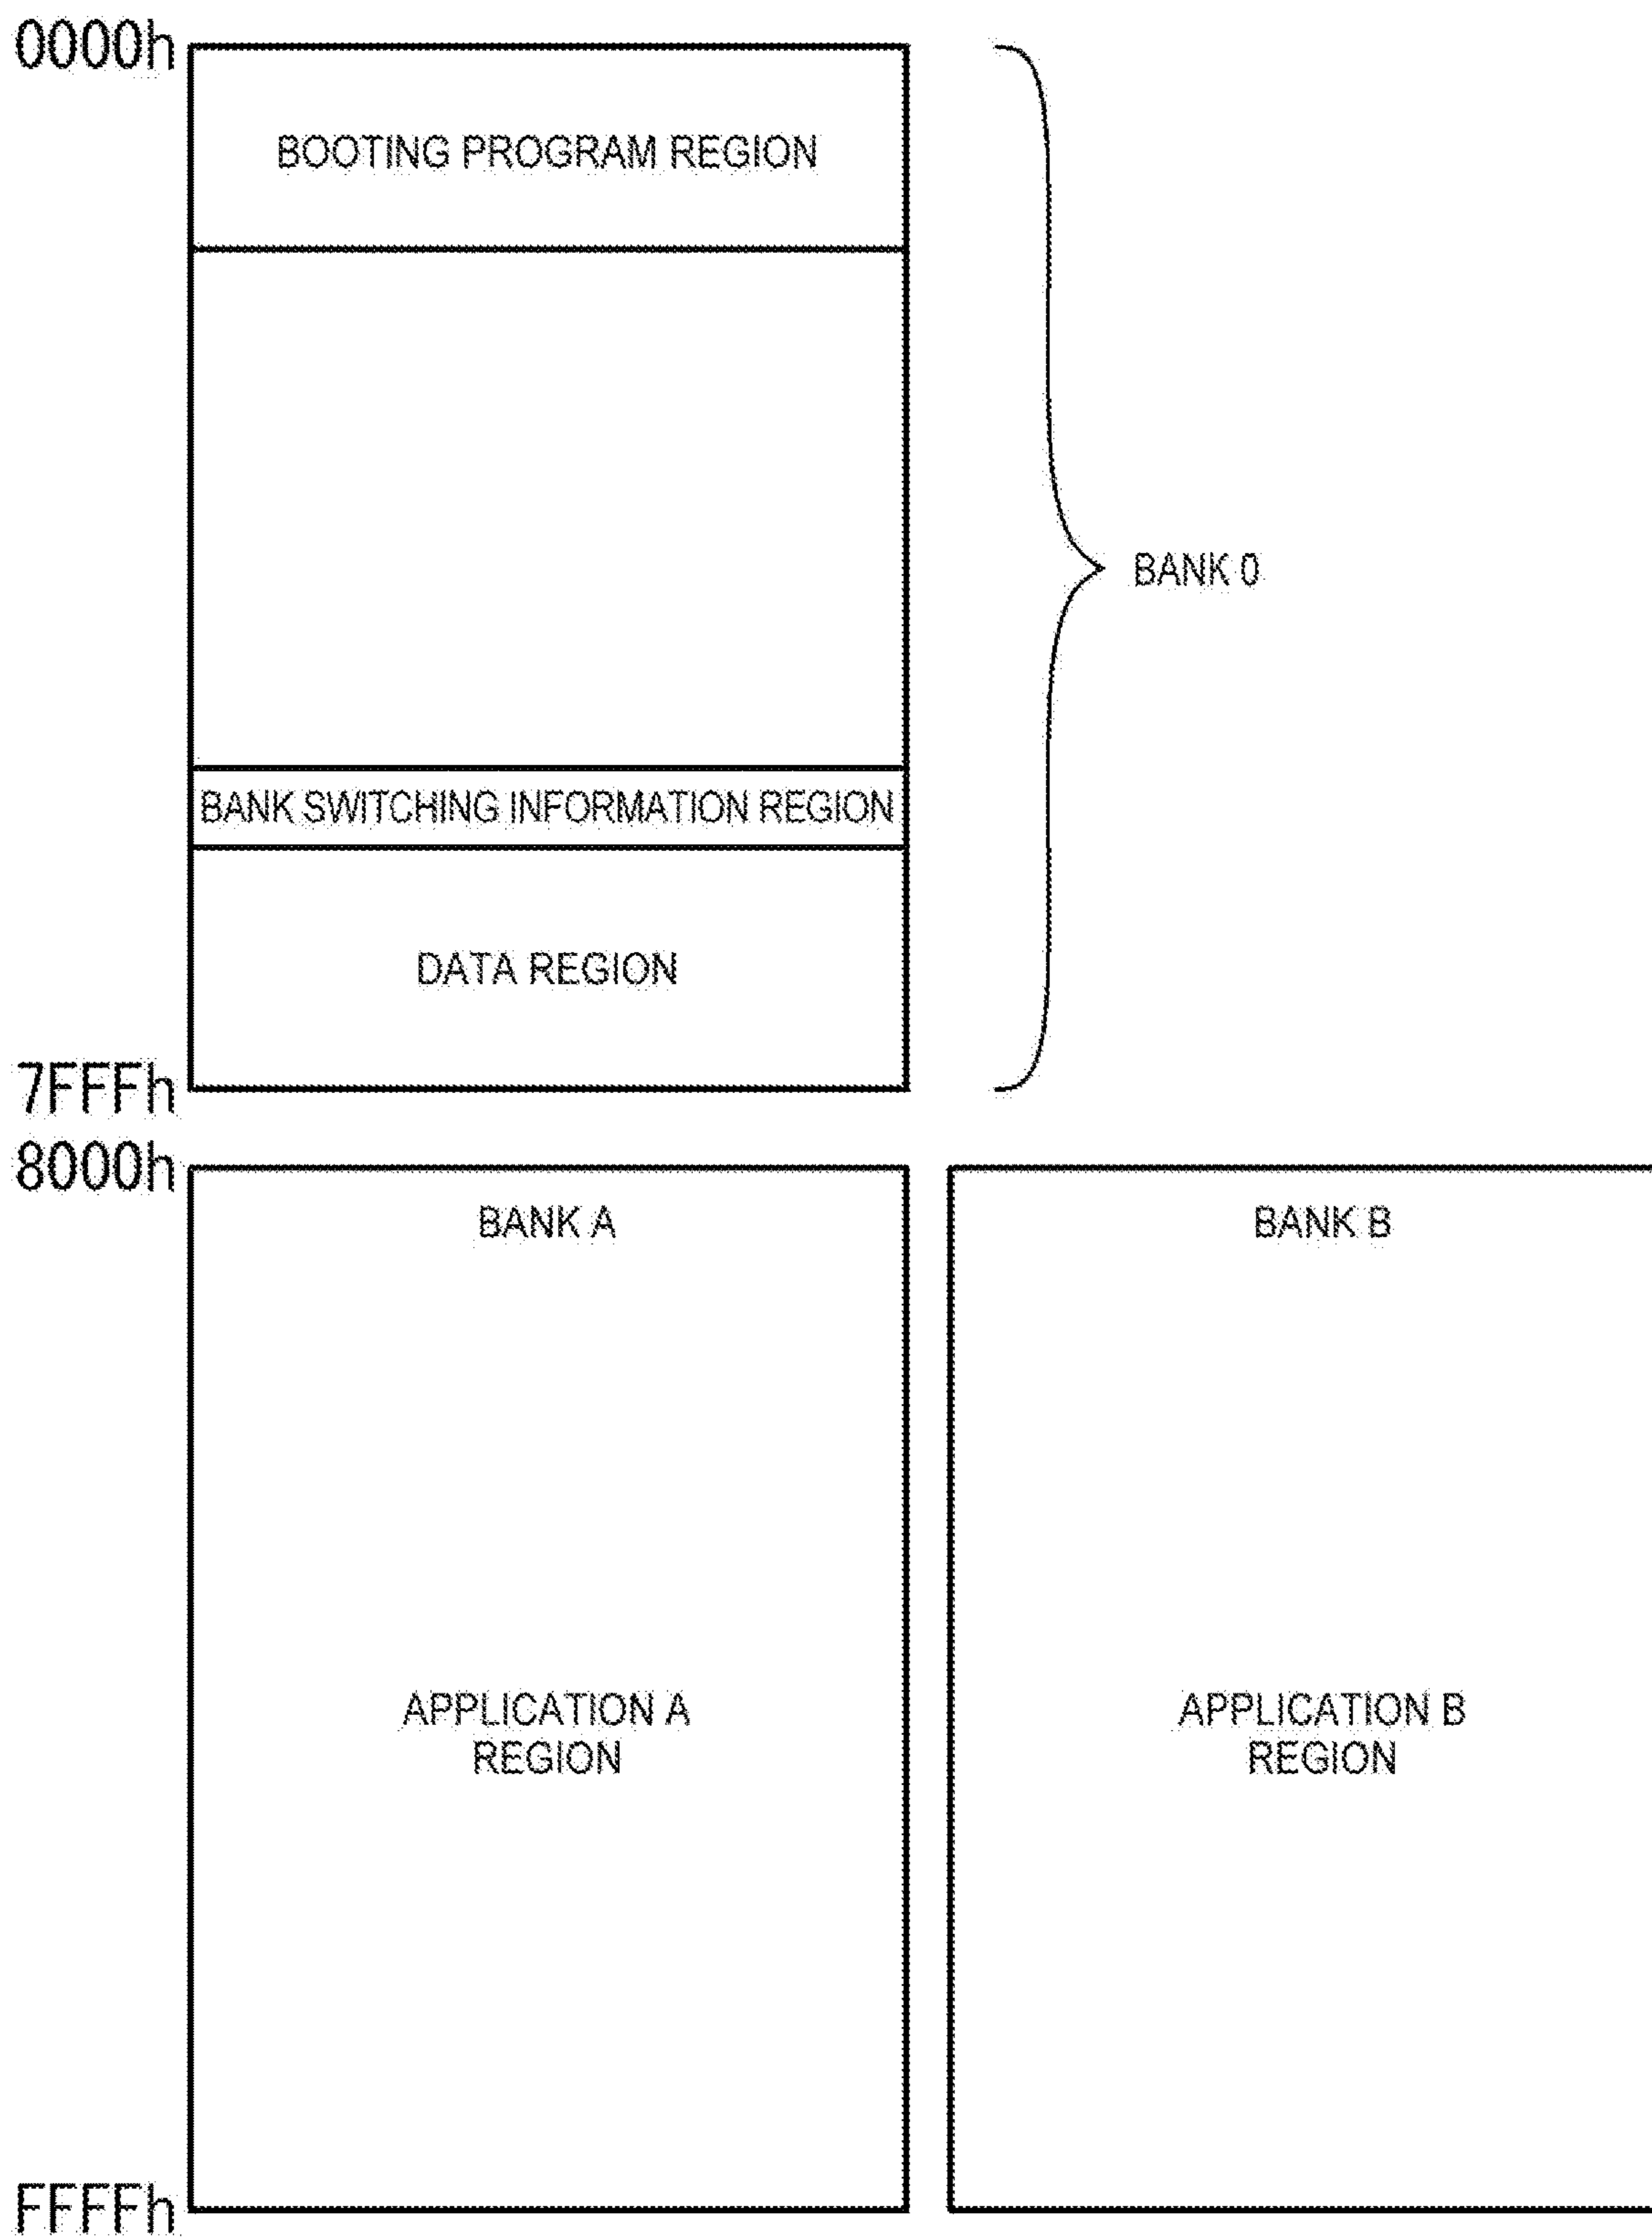 0000h
BOOTING PROGRAM REGION
BANK 0
BANK SWITCHING INFORMATION REGION
DATA REGION
7FFFh
8000h
BANK A
BANK B
APPLICATION A
REGION
APPLICATION B
REGION
FFFFh